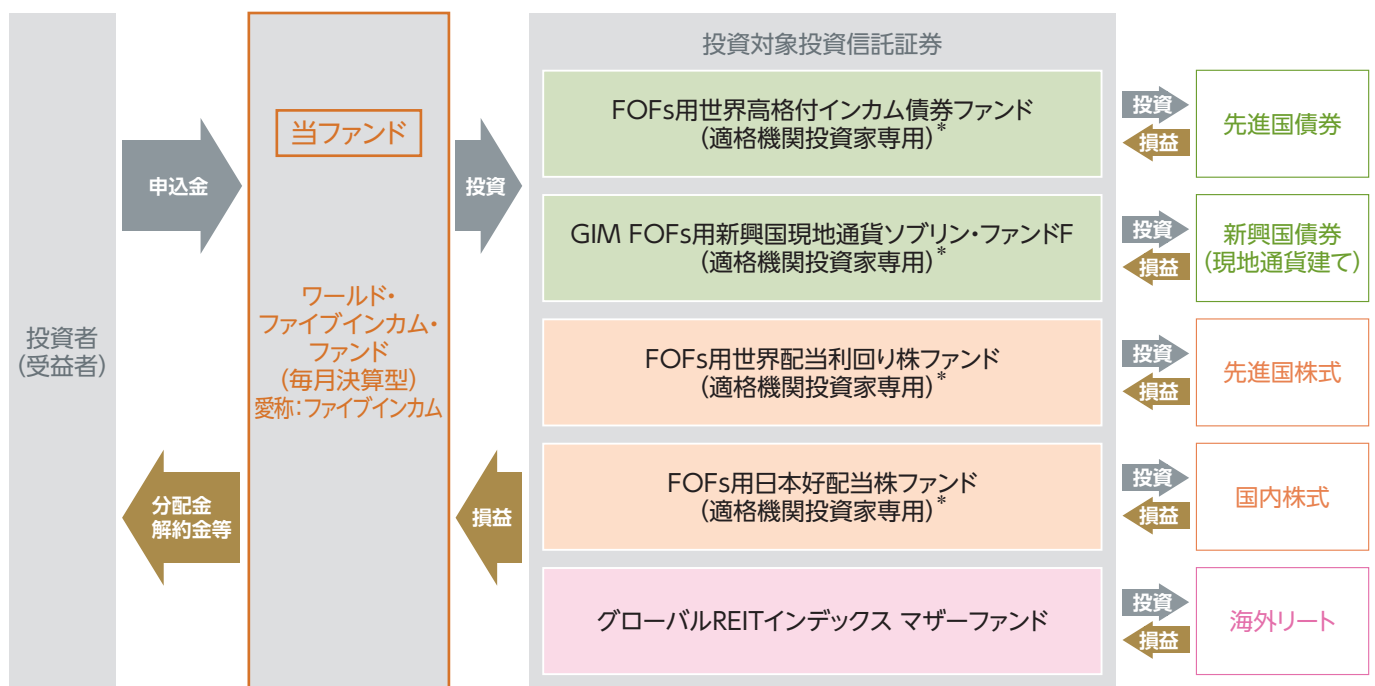 投資者
(受益者)
申込金
分配金
解約金等
当ファンド
ワールド・
ファイブインカム・
ファンド
(毎月決算型)
愛称:ファイブインカム
投資
損益
投資対象投資信託証券
FOFs用世界高格付インカム債券ファンド
(適格機関投資家専用)*
投資
損益
先進国債券
GIM FOFs用新興国現地通貨ソブリン・ファンドF
(適格機関投資家専用)*
投資
損益
新興国債券
(現地通貨建て)
FOFs用世界配当利回り株ファンド
(適格機関投資家専用)*
投資
損益
先進国株式
FOFs用日本好配当株ファンド
(適格機関投資家専用)*
投資
損益
国内株式
グローバルREITインデックス マザーファンド
投資
損益
海外リート